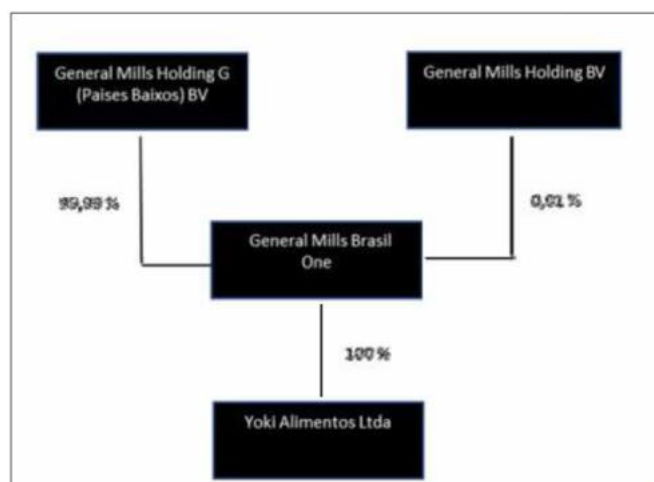 General Mills Holding G
(Paises Baixos) BV
General Mills Holding BV
99,99 %
0,01 %
General Mills Brasil
One
100 %
Yoki Alimentos Ltda